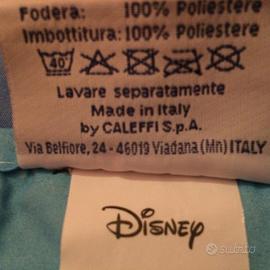 Fodera: 100% Poliestere
Imbottitura: 100% Poliestere
40°
Lavare separatamente
Made in Italy
by CALEFFI S.p.A.
Via Belfiore, 24 - 46019 Viadana (Mn) ITALY
Disney
subito